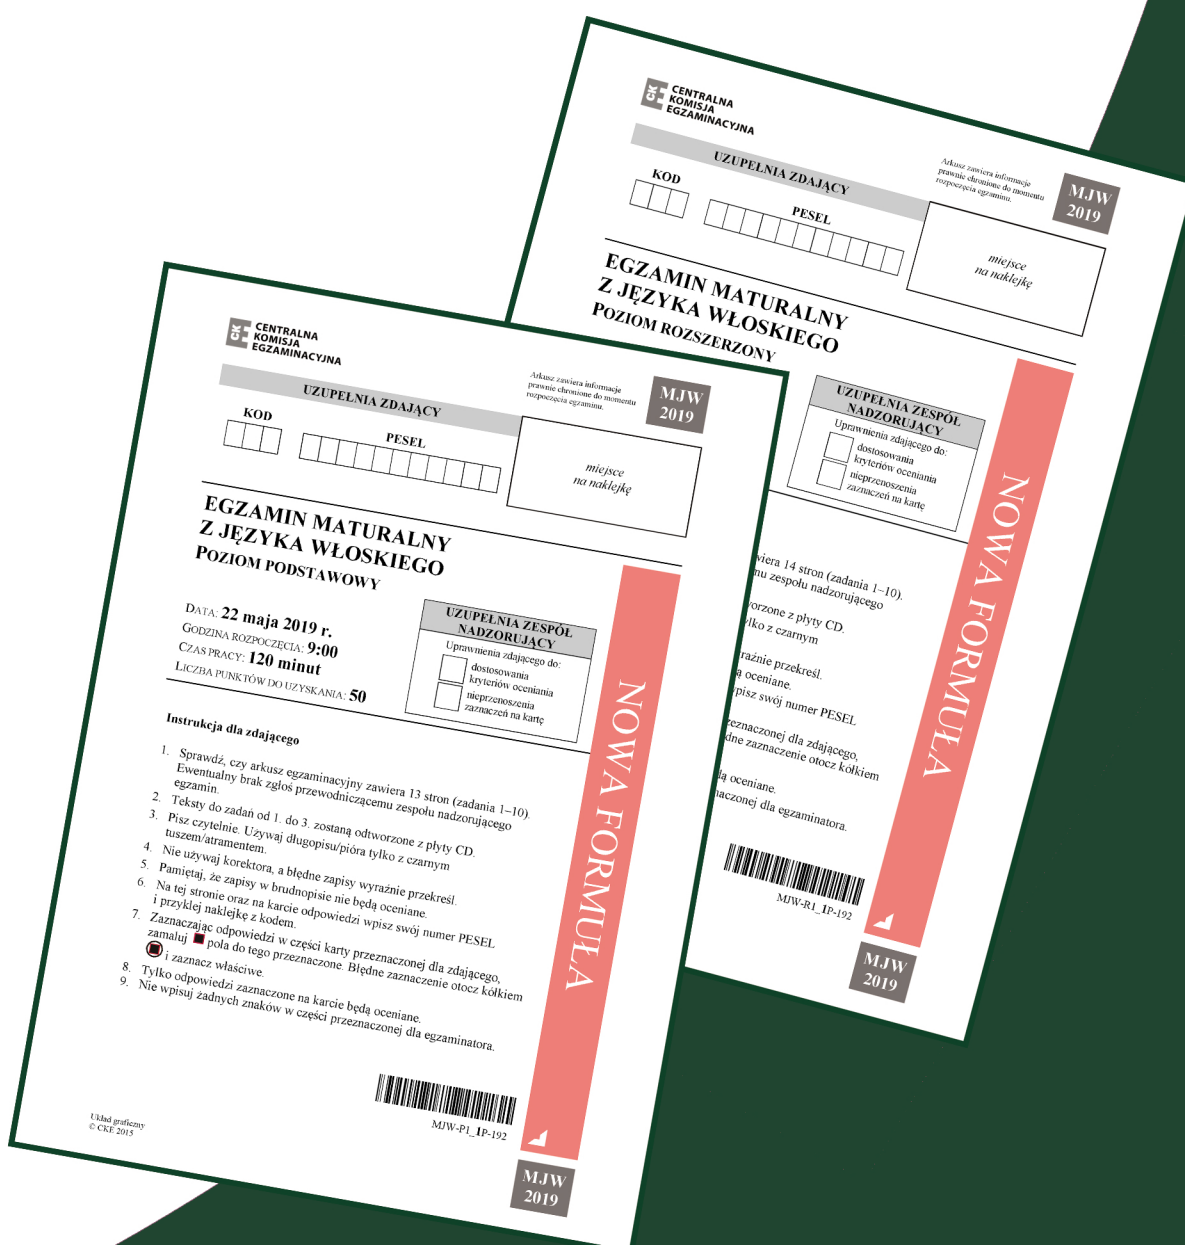 CKE
CENTRALNA
KOMISJA
EGZAMINACYJNA
UZUPEŁNIA ZDAJĄCY
Arkusz zawiera informacje
prawnie chronione do momentu
rozpoczęcia egzaminu.
MJW
2019
KOD
PESEL
miejsce
na naklejkę
EGZAMIN MATURALNY
Z JĘZYKA WŁOSKIEGO
POZIOM ROZSZERZONY
UZUPEŁNIA ZESPÓŁ
NADZORUJĄCY
Uprawnienia zdającego do:
dostosowania
kryteriów oceniania
nieprzenoszenia
zaznaczeń na kartę
NOWA FORMUŁA
wiera 14 stron (zadania 1–10).
mu zespołu nadzorującego
worzone z płyty CD.
ylko z czarnym
raźnie przekreśl.
ą oceniane.
pisz swój numer PESEL
zeznaczonej dla zdającego,
dne zaznaczenie otocz kółkiem
dą oceniane.
naczonej dla egzaminatora.
MJW-R1_1P-192
MJW
2019
CKE
CENTRALNA
KOMISJA
EGZAMINACYJNA
UZUPEŁNIA ZDAJĄCY
Arkusz zawiera informacje
prawnie chronione do momentu
rozpoczęcia egzaminu.
MJW
2019
KOD
PESEL
miejsce
na naklejkę
EGZAMIN MATURALNY
Z JĘZYKA WŁOSKIEGO
POZIOM PODSTAWOWY
DATA: 22 maja 2019 r.
GODZINA ROZPOCZĘCIA: 9:00
CZAS PRACY: 120 minut
LICZBA PUNKTÓW DO UZYSKANIA: 50
UZUPEŁNIA ZESPÓŁ
NADZORUJĄCY
Uprawnienia zdającego do:
dostosowania
kryteriów oceniania
nieprzenoszenia
zaznaczeń na kartę
NOWA FORMUŁA
Instrukcja dla zdającego
1. Sprawdź, czy arkusz egzaminacyjny zawiera 13 stron (zadania 1–10).
Ewentualny brak zgłoś przewodniczącemu zespołu nadzorującego
egzamin.
2. Teksty do zadań od 1. do 3. zostaną odtworzone z płyty CD.
3. Pisz czytelnie. Używaj długopisu/pióra tylko z czarnym
tuszem/atramentem.
4. Nie używaj korektora, a błędne zapisy wyraźnie przekreśl.
5. Pamiętaj, że zapisy w brudnopisie nie będą oceniane.
6. Na tej stronie oraz na karcie odpowiedzi wpisz swój numer PESEL
i przyklej naklejkę z kodem.
7. Zaznaczając odpowiedzi w części karty przeznaczonej dla zdającego,
zamaluj pola do tego przeznaczone. Błędne zaznaczenie otocz kółkiem
i zaznacz właściwe.
8. Tylko odpowiedzi zaznaczone na karcie będą oceniane.
9. Nie wpisuj żadnych znaków w części przeznaczonej dla egzaminatora.
MJW-P1_1P-192
Układ graficzny
© CKE 2015
MJW
2019